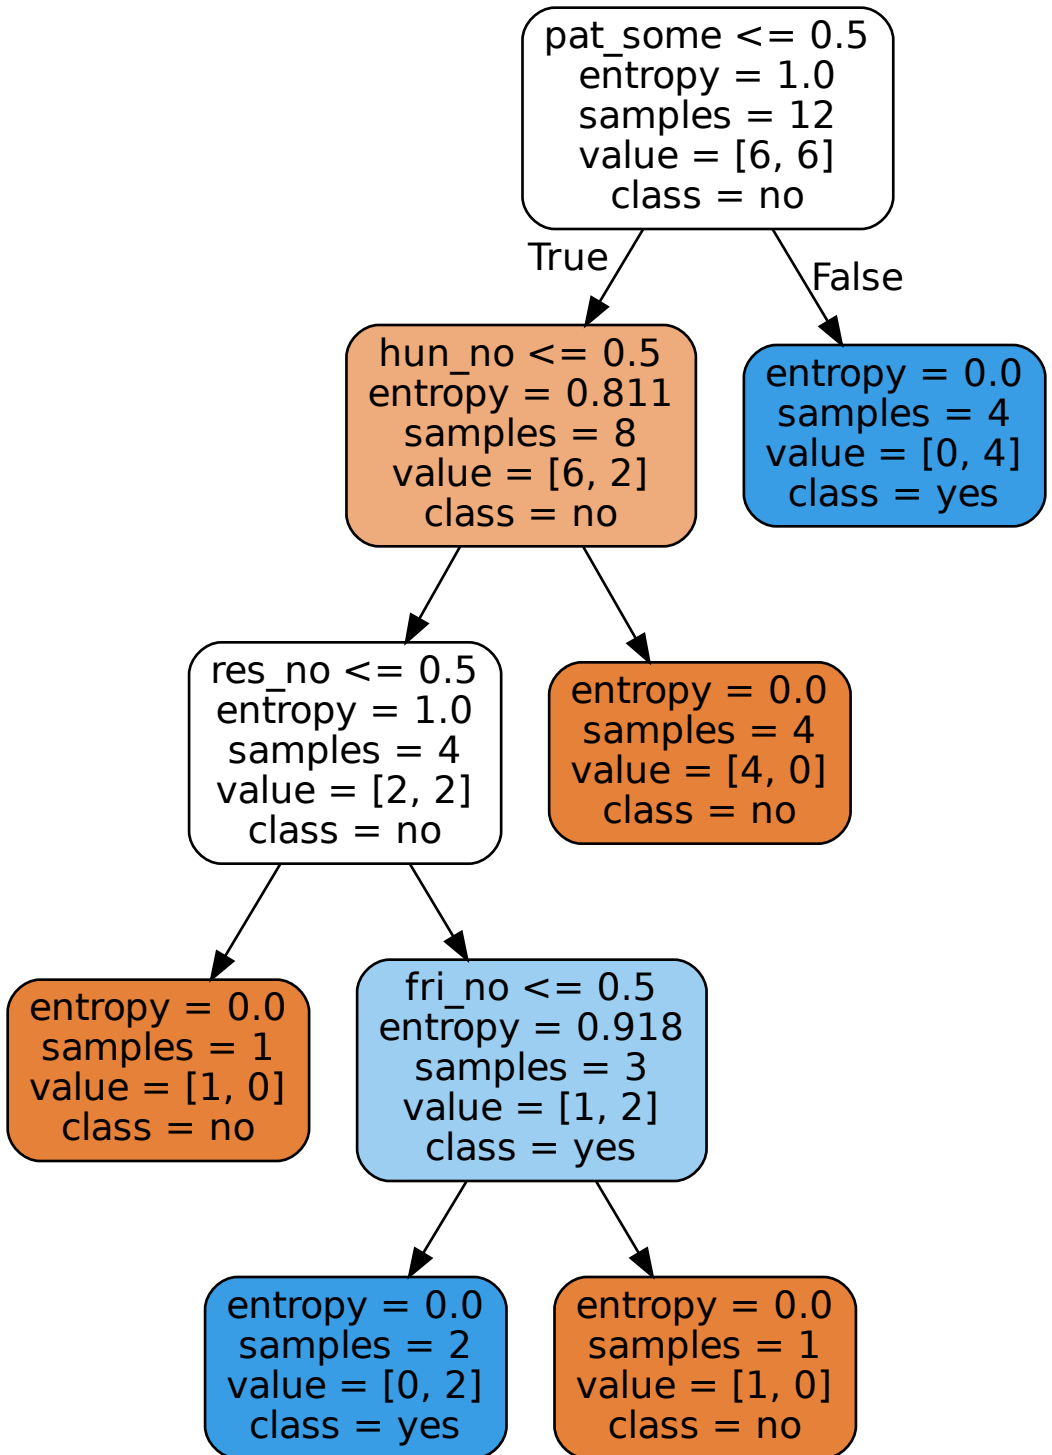 pat_some <= 0.5
entropy = 1.0
samples = 12
value = [6, 6]
class = no
True
False
hun_no <= 0.5
entropy = 0.811
samples = 8
value = [6, 2]
class = no
entropy = 0.0
samples = 4
value = [0, 4]
class = yes
res_no <= 0.5
entropy = 1.0
samples = 4
value = [2, 2]
class = no
entropy = 0.0
samples = 4
value = [4, 0]
class = no
entropy = 0.0
samples = 1
value = [1, 0]
class = no
fri_no <= 0.5
entropy = 0.918
samples = 3
value = [1, 2]
class = yes
entropy = 0.0
samples = 2
value = [0, 2]
class = yes
entropy = 0.0
samples = 1
value = [1, 0]
class = no